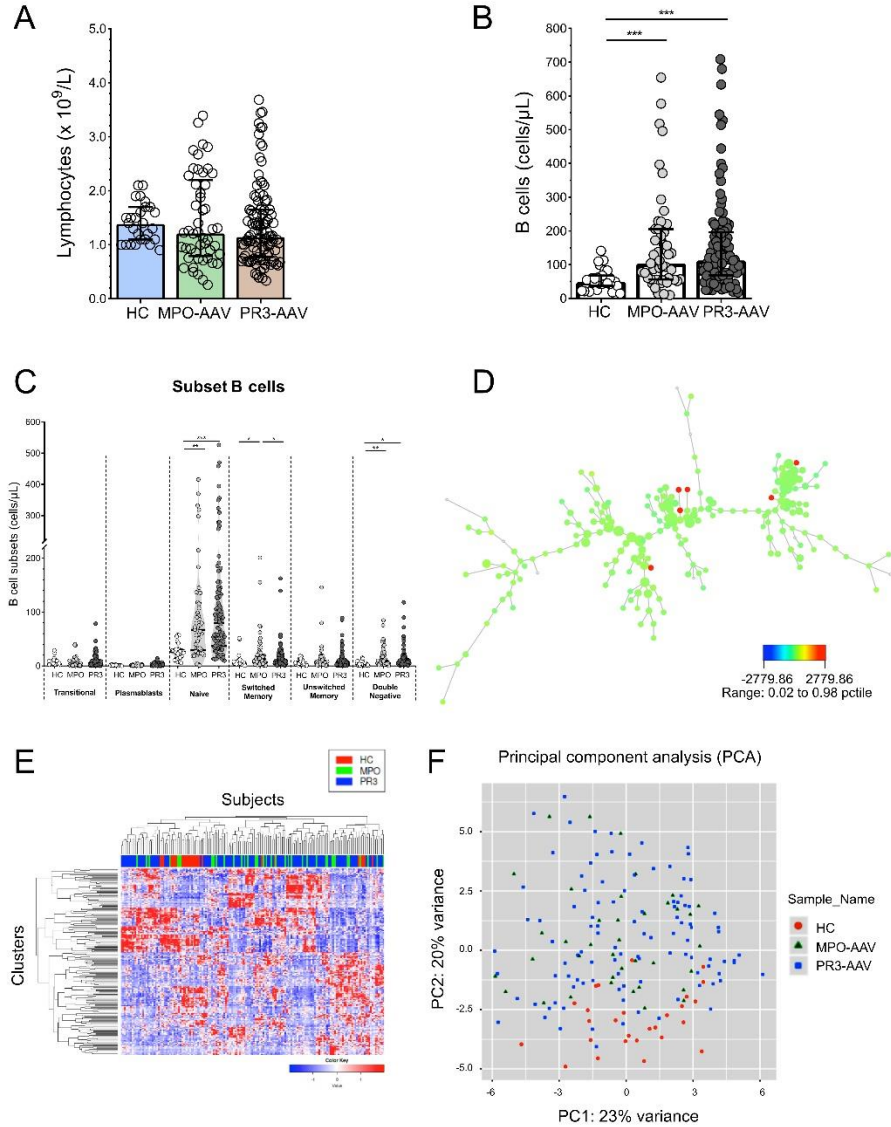 A
Lymphocytes (x 10⁹/L)
5.0
4.0
3.0
2.0
1.0
0.0
HC MPO-AAV PR3-AAV
B
*** 
***
B cells (cells/µL)
800
700
600
500
400
300
200
100
0
HC MPO-AAV PR3-AAV
C
Subset B cells
B cell subsets (cells/µL)
600
500
400
300
200
100
0
***
**
* *
*
**
HC MPO PR3 HC MPO PR3 HC MPO PR3 HC MPO PR3 HC MPO PR3 HC MPO PR3
Transitional Plasmablasts Naive Switched Memory Unswitched Memory Double Negative
D
-2779.86 2779.86
Range: 0.02 to 0.98 pctile
E
HC
MPO
PR3
Subjects
Clusters
Color Key
0
Value
F
Principal component analysis (PCA)
PC2: 20% variance
5.0
2.5
0.0
-2.5
-5.0
-6 -3 0 3 6
PC1: 23% variance
Sample_Name
HC
MPO-AAV
PR3-AAV